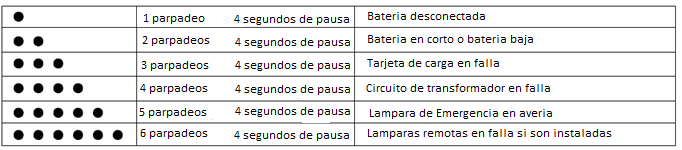 1 parpadeo 4 segundos de pausa Bateria desconectada
2 parpadeos 4 segundos de pausa Bateria en corto o bateria baja
3 parpadeos 4 segundos de pausa Tarjeta de carga en falla
4 parpadeos 4 segundos de pausa Circuito de transformador en falla
5 parpadeos 4 segundos de pausa Lampara de Emergencia en averia
6 parpadeos 4 segundos de pausa Lamparas remotas en falla si son instaladas